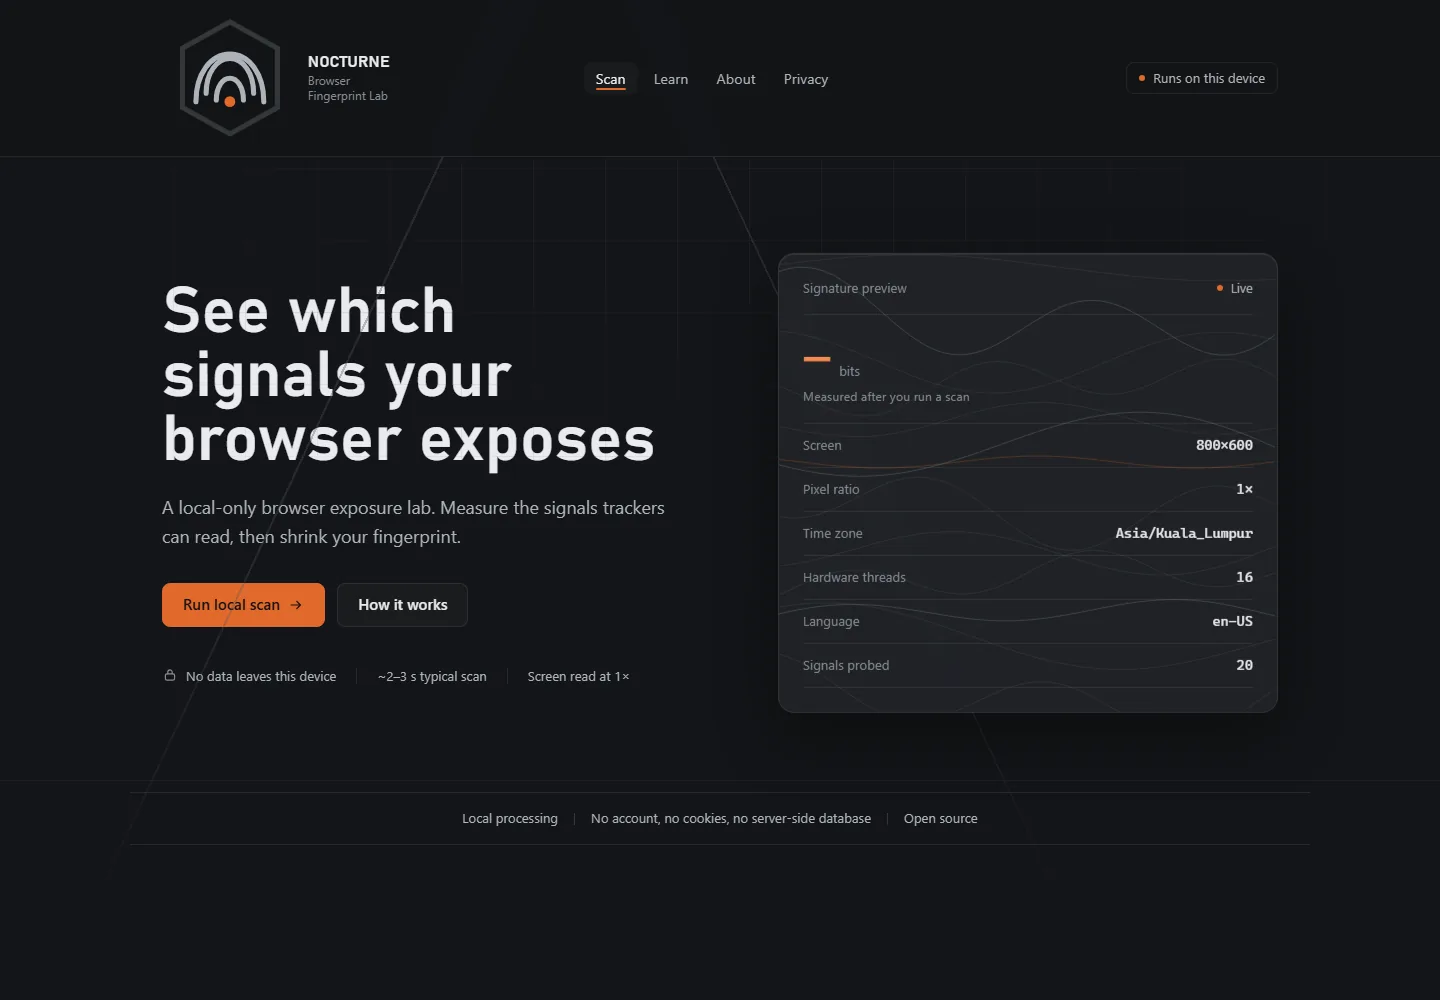 NOCTURNE
Browser
Fingerprint Lab
Scan
Learn
About
Privacy
Runs on this device
See which
signals your
browser exposes
A local-only browser exposure lab. Measure the signals trackers
can read, then shrink your fingerprint.
Run local scan →
How it works
No data leaves this device
~2–3 s typical scan
Screen read at 1×
Signature preview
Live
— bits
Measured after you run a scan
Screen 800×600
Pixel ratio 1×
Time zone Asia/Kuala_Lumpur
Hardware threads 16
Language en-US
Signals probed 20
Local processing
No account, no cookies, no server-side database
Open source